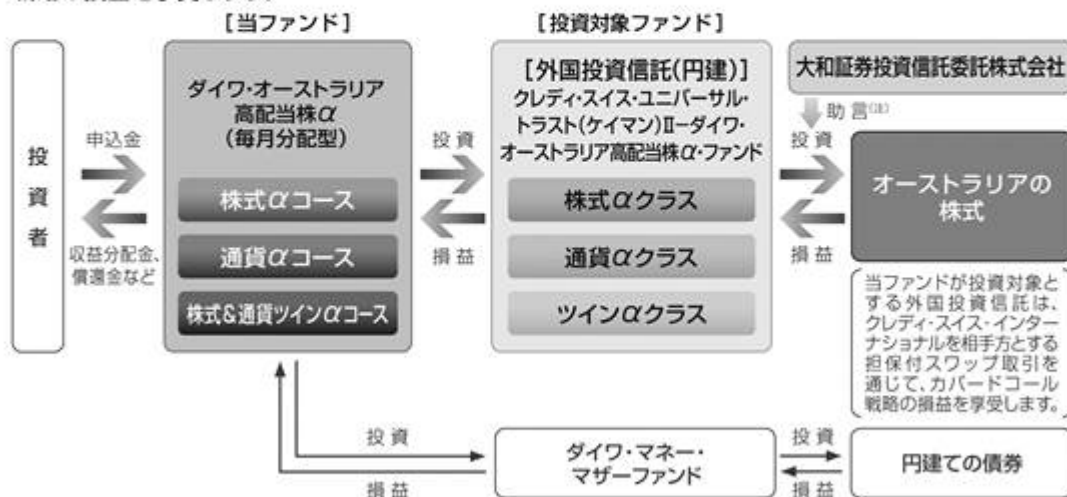 [当ファンド]
[投資対象ファンド]
投資者
申込金
収益分配金、
償還金など
ダイワ・オーストラリア
高配当株α
(毎月分配型)
株式αコース
通貨αコース
株式&通貨ツインαコース
投資
損益
[外国投資信託(円建)]
クレディ・スイス・ユニバーサル・
トラスト(ケイマン)Ⅱーダイワ・
オーストラリア高配当株α・ファンド
株式αクラス
通貨αクラス
ツインαクラス
大和証券投資信託委託株式会社
助言(注)
投資
損益
オーストラリアの
株式
当ファンドが投資対象と
する外国投資信託は、
クレディ・スイス・インター
ナショナルを相手方とする
担保付スワップ取引を
通じて、カバードコール
戦略の損益を享受します。
投資
損益
ダイワ・マネー・
マザーファンド
投資
損益
円建ての債券